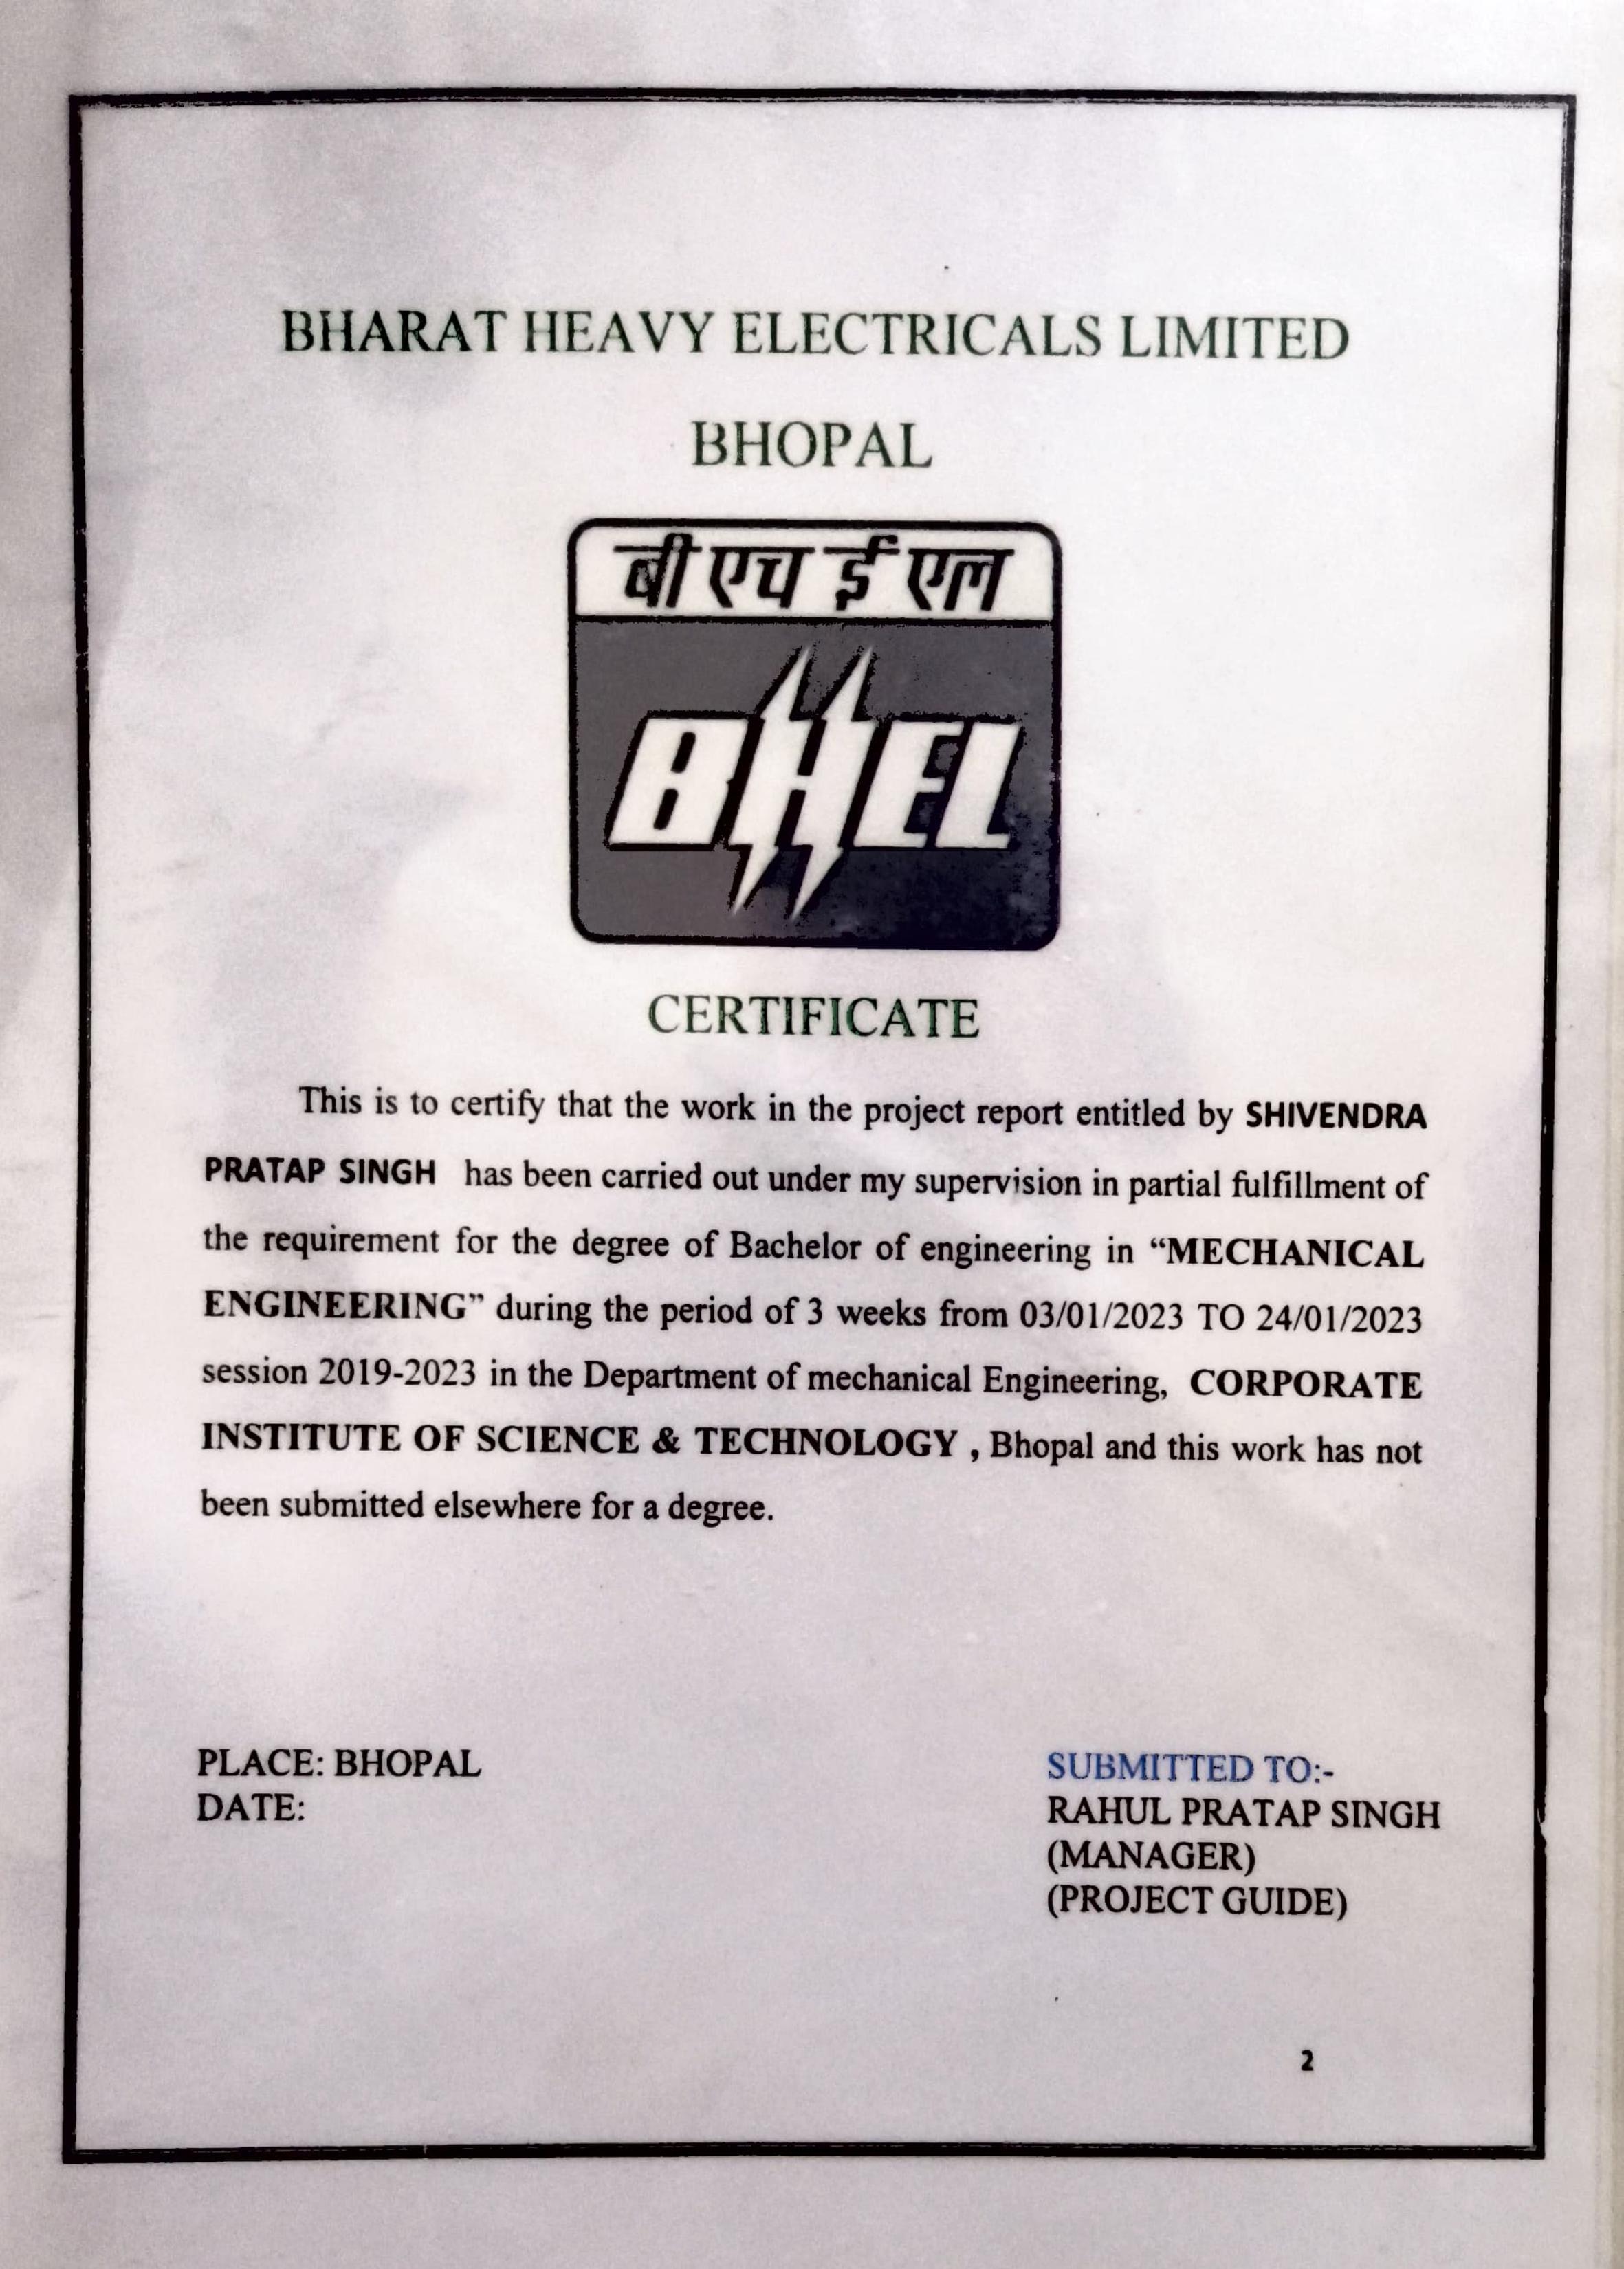 BHARAT HEAVY ELECTRICALS LIMITED
BHOPAL
बी एच ई एल
BHEL
CERTIFICATE
This is to certify that the work in the project report entitled by SHIVENDRA
PRATAP SINGH has been carried out under my supervision in partial fulfillment of
the requirement for the degree of Bachelor of engineering in “MECHANICAL
ENGINEERING” during the period of 3 weeks from 03/01/2023 TO 24/01/2023
session 2019-2023 in the Department of mechanical Engineering, CORPORATE
INSTITUTE OF SCIENCE & TECHNOLOGY , Bhopal and this work has not
been submitted elsewhere for a degree.
PLACE: BHOPAL
DATE:
SUBMITTED TO:-
RAHUL PRATAP SINGH
(MANAGER)
(PROJECT GUIDE)
2